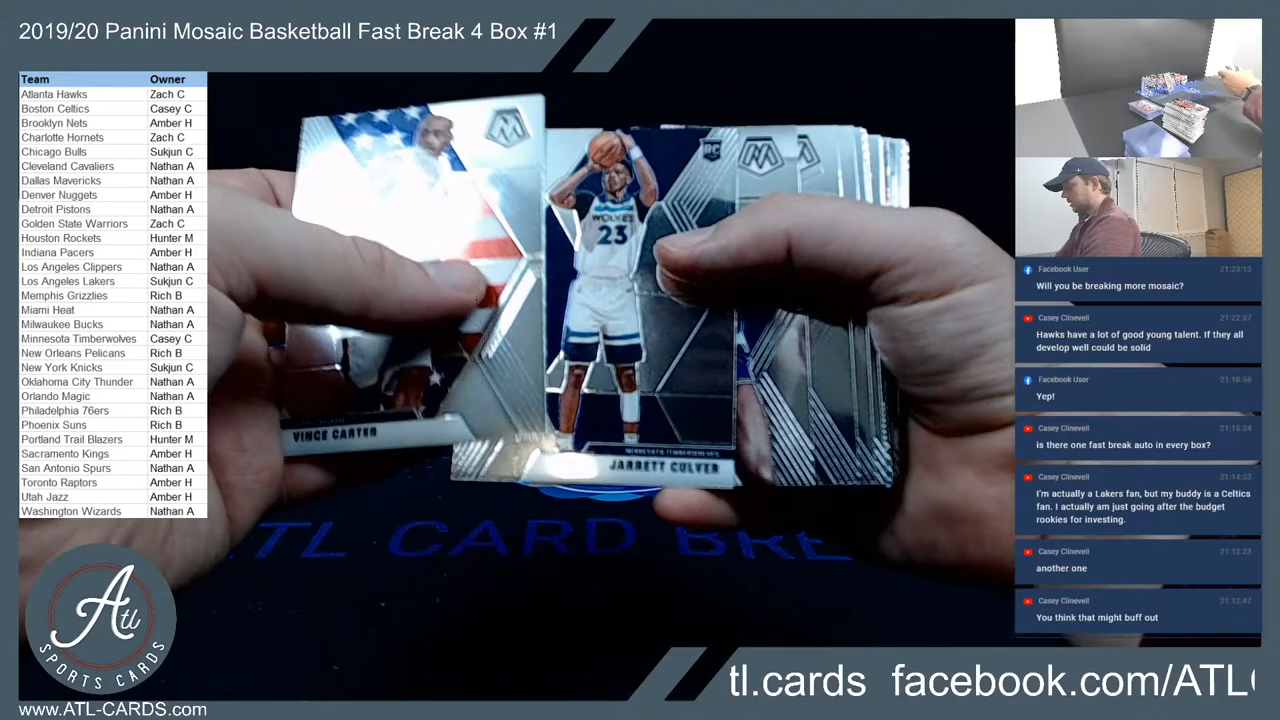 2019/20 Panini Mosaic Basketball Fast Break 4 Box #1
Team Owner
Atlanta Hawks Zach C
Boston Celtics Casey C
Brooklyn Nets Amber H
Charlotte Hornets Zach C
Chicago Bulls Sukjun C
Cleveland Cavaliers Nathan A
Dallas Mavericks Nathan A
Denver Nuggets Amber H
Detroit Pistons Nathan A
Golden State Warriors Zach C
Houston Rockets Hunter M
Indiana Pacers Amber H
Los Angeles Clippers Nathan A
Los Angeles Lakers Sukjun C
Memphis Grizzlies Rich B
Miami Heat Nathan A
Milwaukee Bucks Nathan A
Minnesota Timberwolves Casey C
New Orleans Pelicans Rich B
New York Knicks Sukjun C
Oklahoma City Thunder Nathan A
Orlando Magic Nathan A
Philadelphia 76ers Rich B
Phoenix Suns Rich B
Portland Trail Blazers Hunter M
Sacramento Kings Amber H
San Antonio Spurs Nathan A
Toronto Raptors Amber H
Utah Jazz Amber H
Washington Wizards Nathan A
Atl
SPORTS CARDS
www.ATL-CARDS.com
M
VINCE CARTER
RC
WOLVES
23
JARRETT CULVER
M
ATL CARD BRE
Facebook User 21:23:13
Will you be breaking more mosaic?
Casey Clinevell 21:22:37
Hawks have a lot of good young talent. If they all
develop well could be solid
Facebook User 21:18:58
Yep!
Casey Clinevell 21:15:34
is there one fast break auto in every box?
Casey Clinevell 21:14:53
I'm actually a Lakers fan, but my buddy is a Celtics
fan. I actually am just going after the budget
rookies for investing.
Casey Clinevell 21:13:23
another one
Casey Clinevell 21:12:47
You think that might buff out
tl.cards facebook.com/ATL